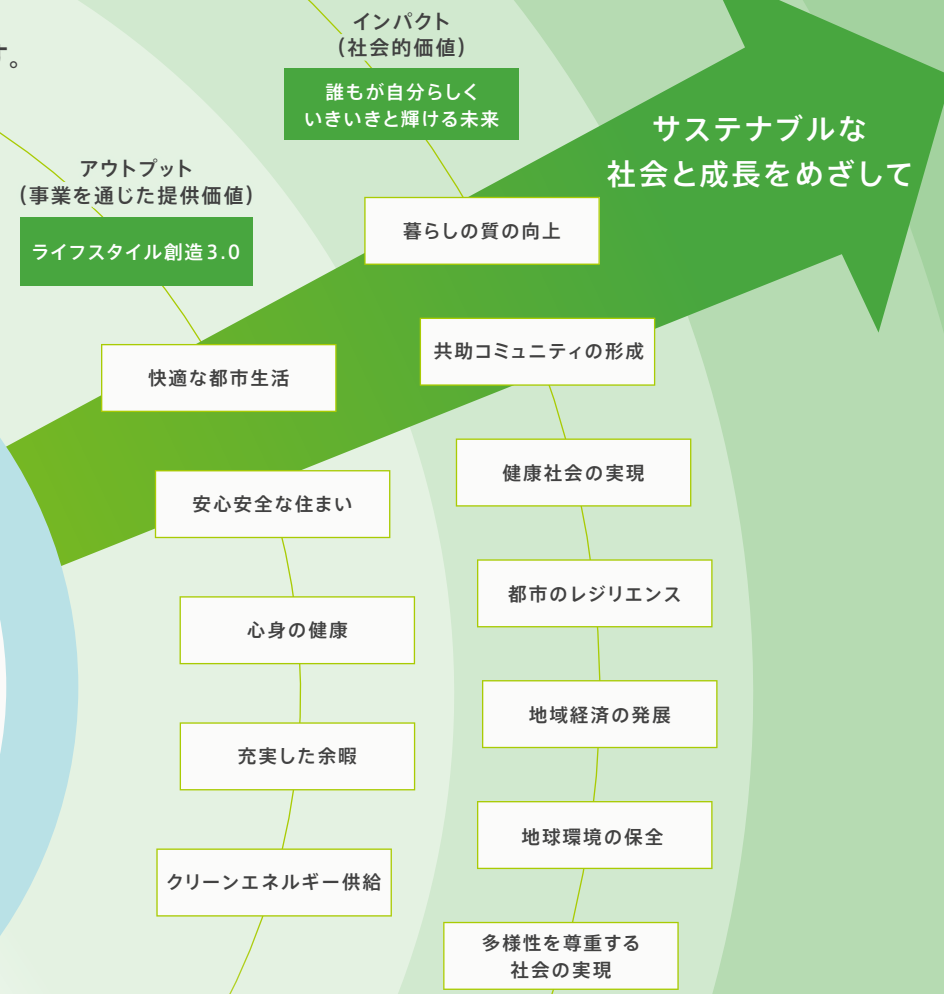 す。
インパクト
（社会的価値）
誰もが自分らしく
いきいきと輝ける未来
サステナブルな
社会と成長をめざして
アウトプット
（事業を通じた提供価値）
ライフスタイル創造3.0
暮らしの質の向上
共助コミュニティの形成
健康社会の実現
都市のレジリエンス
地域経済の発展
地球環境の保全
多様性を尊重する
社会の実現
快適な都市生活
安心安全な住まい
心身の健康
充実した余暇
クリーンエネルギー供給